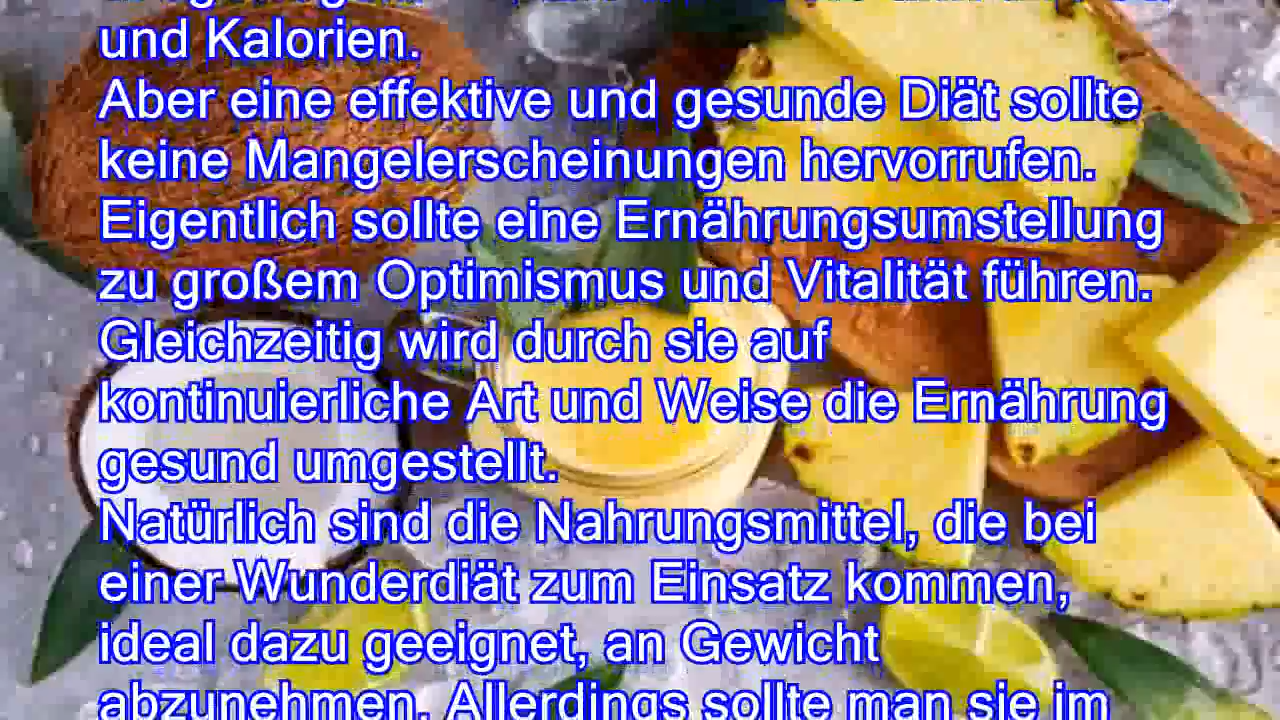 und Kalorien.
Aber eine effektive und gesunde Diät sollte
keine Mangelerscheinungen hervorrufen.
Eigentlich sollte eine Ernährungsumstellung
zu großem Optimismus und Vitalität führen.
Gleichzeitig wird durch sie auf
kontinuierliche Art und Weise die Ernährung
gesund umgestellt.
Natürlich sind die Nahrungsmittel, die bei
einer Wunderdiät zum Einsatz kommen,
ideal dazu geeignet, an Gewicht
abzunehmen. Allerdings sollte man sie im